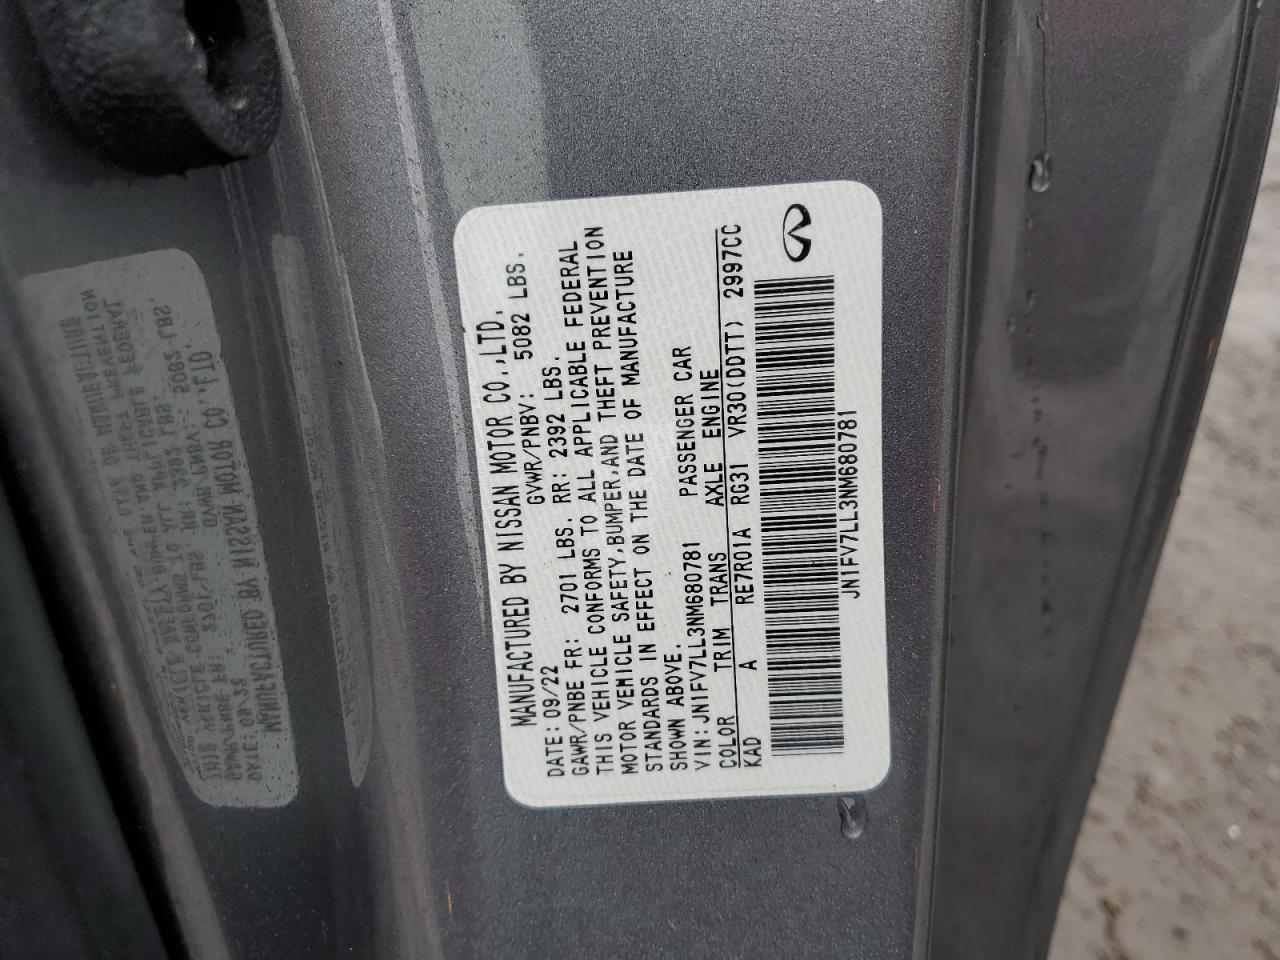 MANUFACTURED BY NISSAN MOTOR CO.,LTD.
DATE: 09/22 GVWR/PNBV: 5082 LBS.
GAWR/PNBE FR: 2701 LBS. RR: 2392 LBS.
THIS VEHICLE CONFORMS TO ALL APPLICABLE FEDERAL
MOTOR VEHICLE SAFETY,BUMPER,AND THEFT PREVENTION
STANDARDS IN EFFECT ON THE DATE OF MANUFACTURE
SHOWN ABOVE.
VIN:JN1FV7LL3NM680781 PASSENGER CAR
COLOR TRIM TRANS AXLE ENGINE
KAD A RE7R01A RG31 VR30(DDTT) 2997CC
JN1FV7LL3NM680781